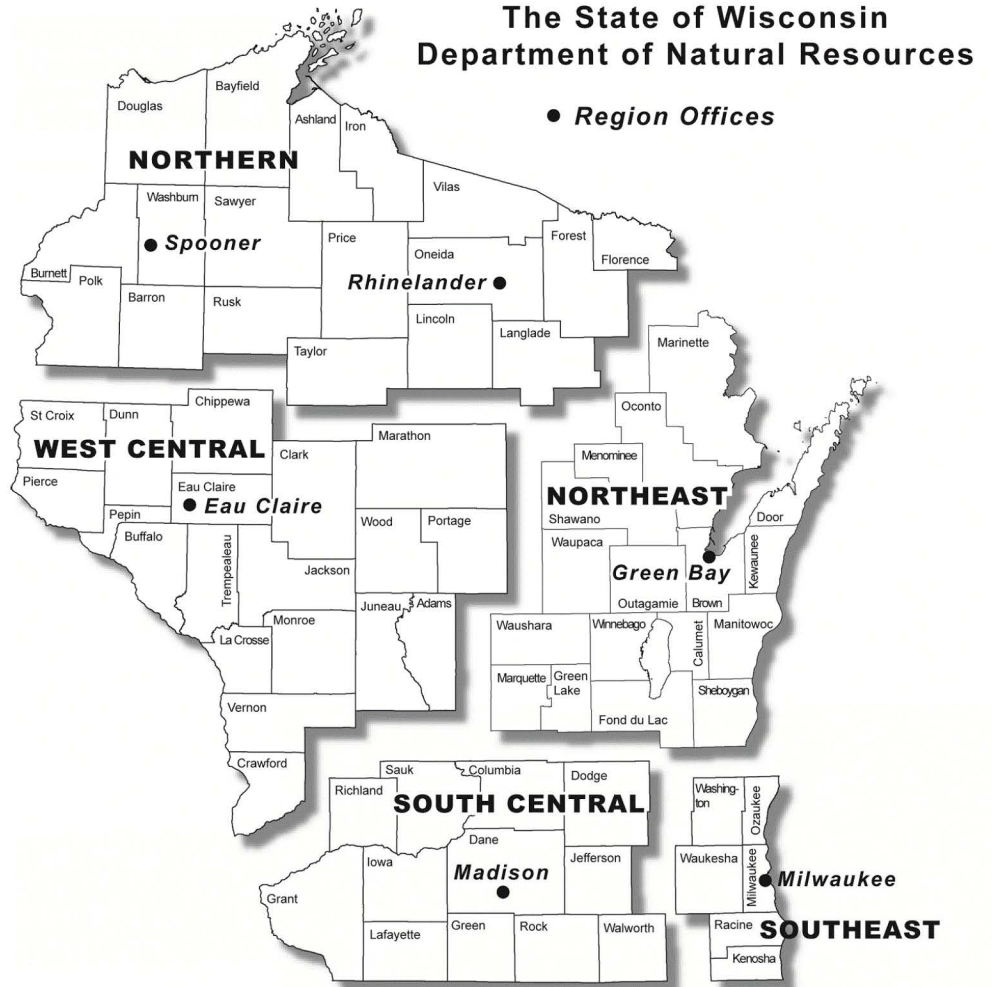 The State of Wisconsin
Department of Natural Resources
Region Offices
Bayfield
Douglas
Ashland
Iron
NORTHERN
Vilas
Washburn
Sawyer
Price
Forest
Spooner
Oneida
Florence
Burnett
Polk
Rhinelander
Barron
Rusk
Lincoln
Langlade
Taylor
Marinette
Chippewa
St Croix
Dunn
Oconto
Marathon
WEST CENTRAL
Clark
Menominee
Pierce
Eau Claire
NORTHEAST
Eau Claire
Pepin
Wood
Portage
Shawano
Door
Buffalo
Waupaca
Trempealeau
Kewaunee
Jackson
Green Bay
Juneau
Adams
Outagamie
Brown
Monroe
Waushara
Winnebago
Calumet
Manitowoc
La Crosse
Marquette
Green
Lake
Sheboygan
Vernon
Fond du Lac
Crawford
Sauk
Columbia
Dodge
Richland
SOUTH CENTRAL
Washing-
ton
Ozaukee
Dane
Iowa
Jefferson
Waukesha
Milwaukee
Madison
Milwaukee
Grant
Lafayette
Green
Rock
Walworth
Racine
SOUTHEAST
Kenosha